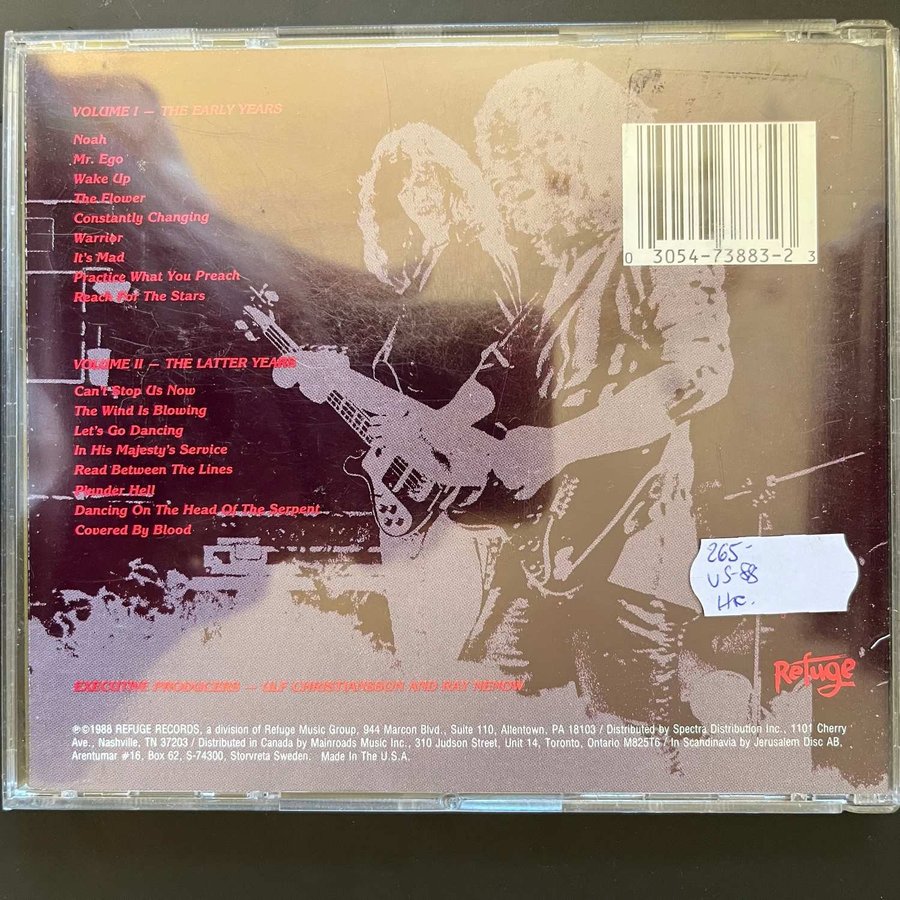 VOLUME I — THE EARLY YEARS
Noah
Mr. Ego
Wake Up
The Flower
Constantly Changing
Warrior
It's Mad
Practice What You Preach
Reach For The Stars
VOLUME II — THE LATTER YEARS
Can't Stop Us Now
The Wind Is Blowing
Let's Go Dancing
In His Majesty's Service
Read Between The Lines
Plunder Hell
Dancing On The Head Of The Serpent
Covered By Blood
0 3054-73883-2 3
265-
US-88
Refuge
EXECUTIVE PRODUCERS — ULF CHRISTIANSSON AND RAY NENOW
℗©1988 REFUGE RECORDS, a division of Refuge Music Group, 944 Marcon Blvd., Suite 110, Allentown, PA 18103 / Distributed by Spectra Distribution Inc., 1101 Cherry
Ave., Nashville, TN 37203 / Distributed in Canada by Mainroads Music Inc., 310 Judson Street, Unit 14, Toronto, Ontario M825T6 / In Scandinavia by Jerusalem Disc AB,
Arentumar #16, Box 62, S-74300, Storvreta Sweden. Made In The U.S.A.